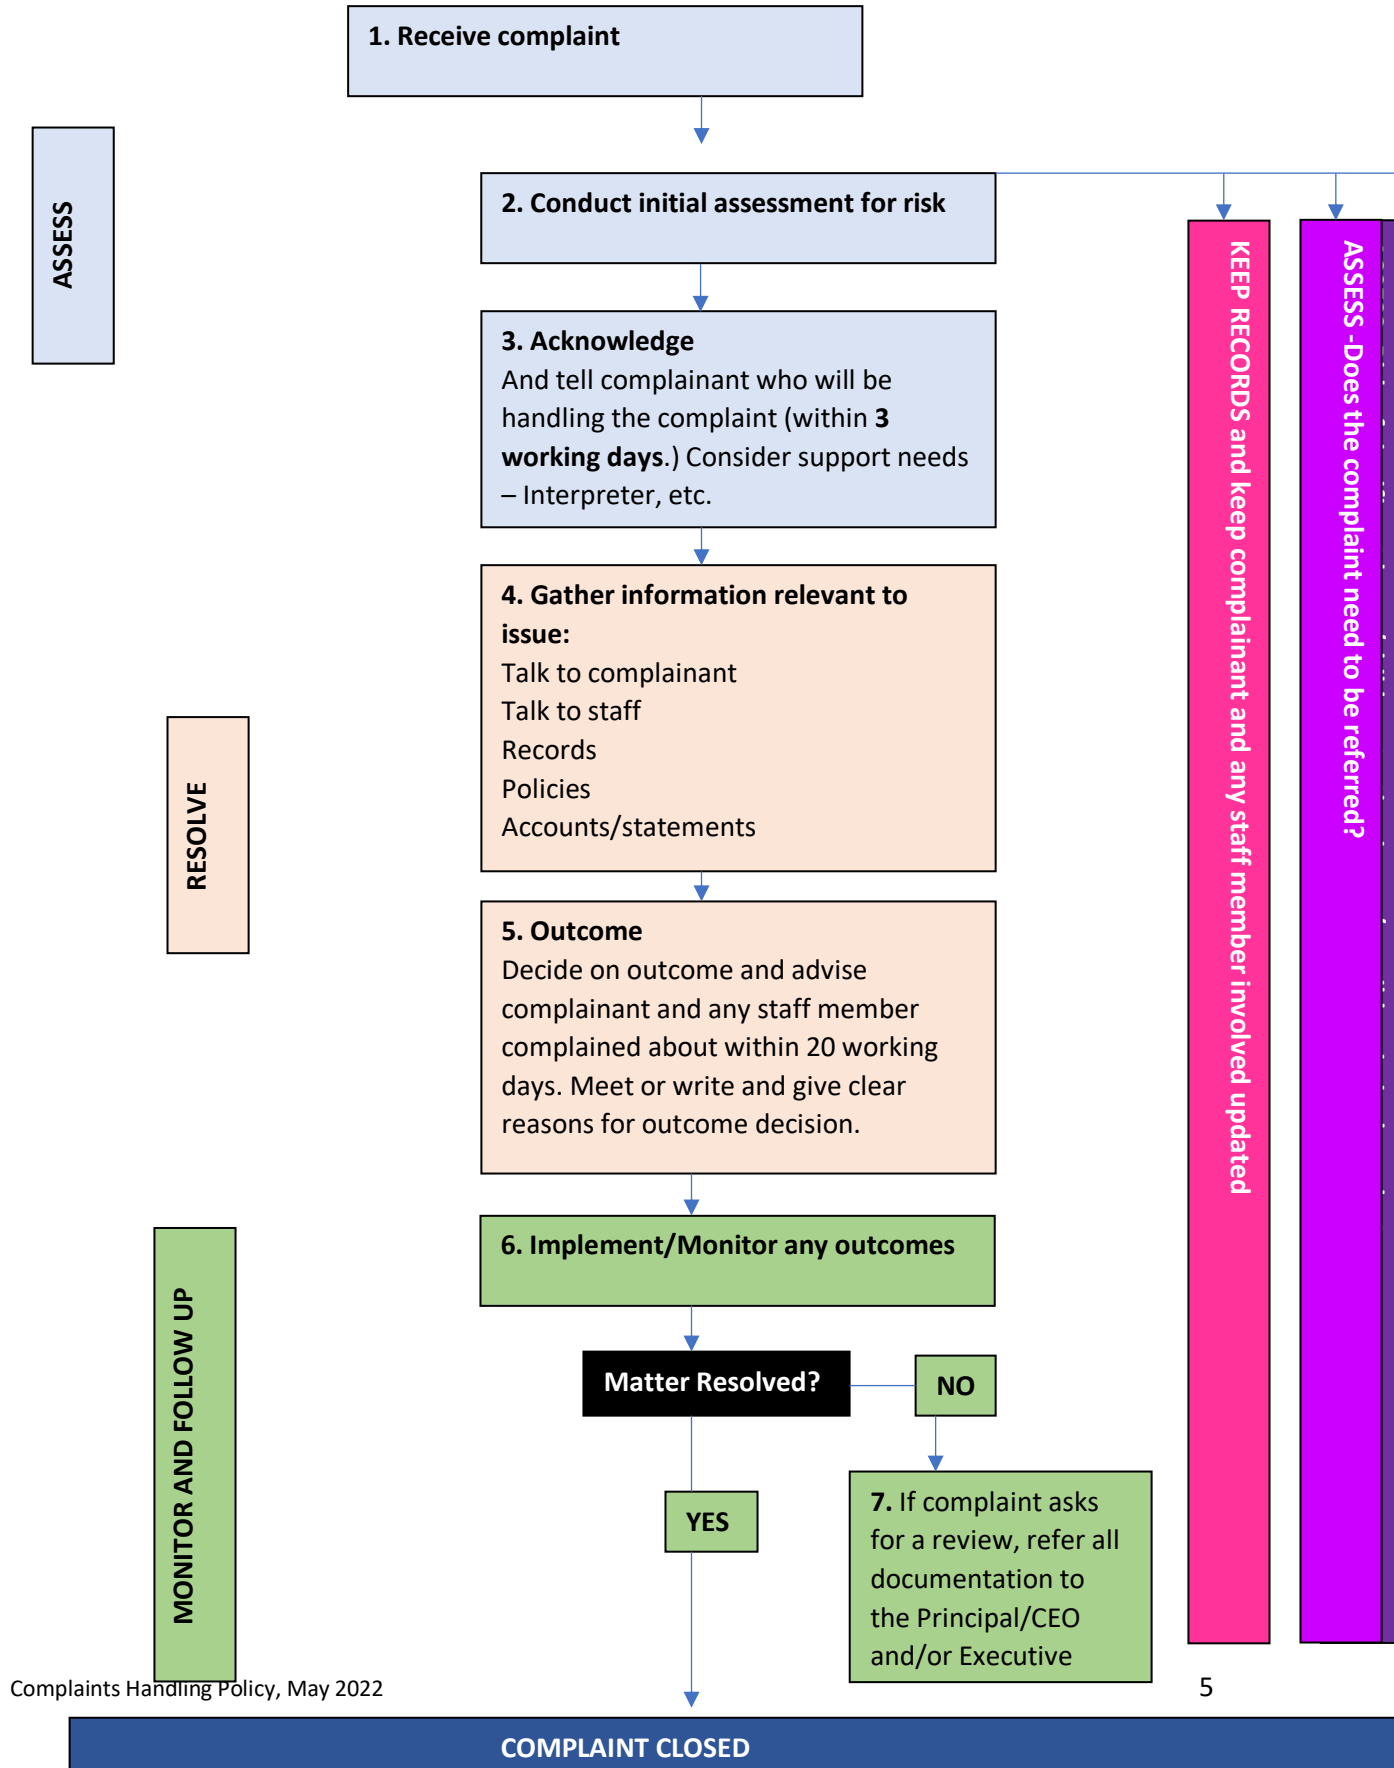 1. Receive complaint
ASSESS
2. Conduct initial assessment for risk
3. Acknowledge
And tell complainant who will be
handling the complaint (within 3
working days.) Consider support needs
– Interpreter, etc.
RESOLVE
4. Gather information relevant to
issue:
Talk to complainant
Talk to staff
Records
Policies
Accounts/statements
5. Outcome
Decide on outcome and advise
complainant and any staff member
complained about within 20 working
days. Meet or write and give clear
reasons for outcome decision.
MONITOR AND FOLLOW UP
6. Implement/Monitor any outcomes
Matter Resolved?
NO
YES
7. If complaint asks
for a review, refer all
documentation to
the Principal/CEO
and/or Executive
KEEP RECORDS and keep complainant and any staff member involved updated
ASSESS -Does the complaint need to be referred?
Complaints Handling Policy, May 2022
5
COMPLAINT CLOSED